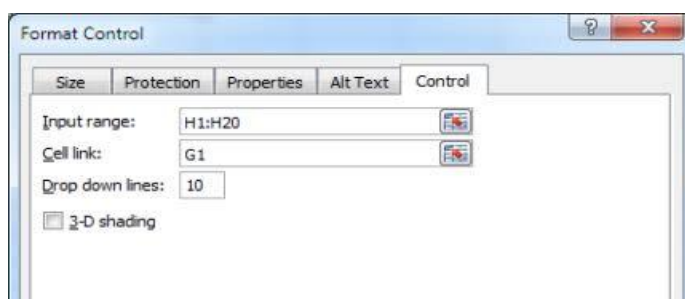 Format Control
Size Protection Properties Alt Text Control
Input range: H1:H20
Cell link: G1
Drop down lines: 10
3-D shading